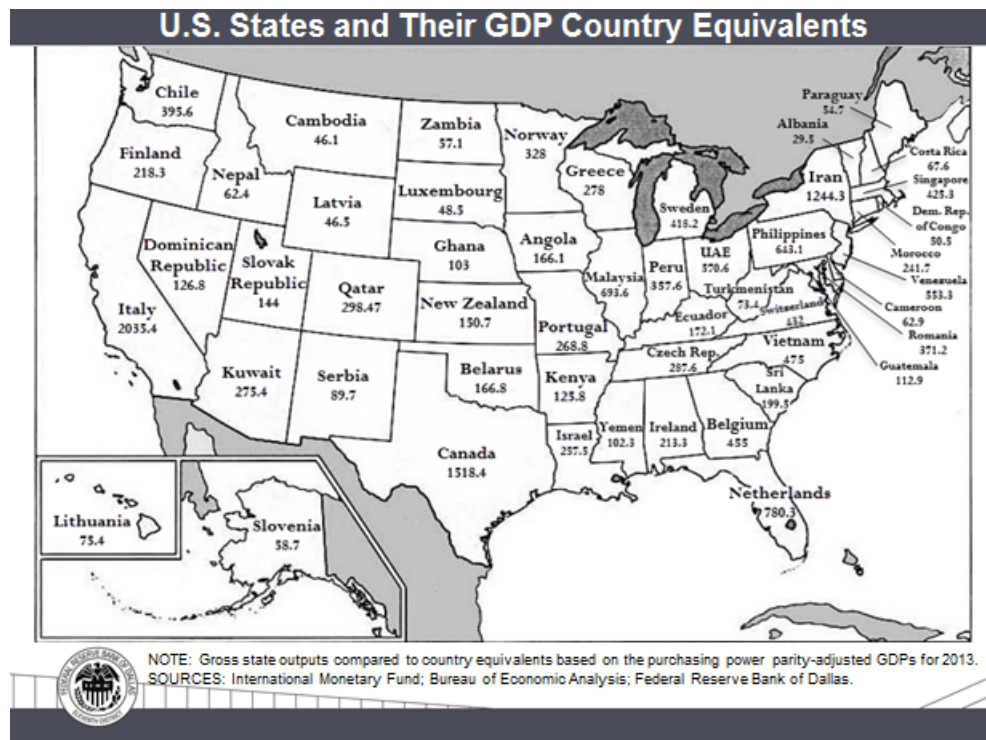 U.S. States and Their GDP Country Equivalents
Chile
395.6
Finland
218.3
Cambodia
46.1
Nepal
62.4
Latvia
46.5
Zambia
57.1
Luxembourg
48.5
Norway
328
Greece
278
Sweden
418.2
Paraguay
54.7
Albania
29.5
Iran
1244.3
Costa Rica
67.6
Singapore
425.3
Dem. Rep.
of Congo
50.5
Morocco
241.7
Venezuela
553.3
Cameroon
62.9
Romania
371.2
Guatemala
112.9
Philippines
643.1
Dominican
Republic
126.8
Slovak
Republic
144
Italy
2035.4
Qatar
298.47
Ghana
103
Angola
166.1
New Zealand
150.7
Malaysia
693.6
Peru
357.6
UAE
570.6
Turkmenistan
73.4
Switzerland
432
Ecuador
172.1
Portugal
268.8
Vietnam
475
Czech Rep.
287.6
Sri
Lanka
199.5
Kuwait
275.4
Serbia
89.7
Belarus
166.8
Kenya
125.8
Canada
1518.4
Israel
257.5
Yemen
102.3
Ireland
213.3
Belgium
455
Netherlands
780.3
Lithuania
75.4
Slovenia
58.7
NOTE: Gross state outputs compared to country equivalents based on the purchasing power parity-adjusted GDPs for 2013.
SOURCES: International Monetary Fund; Bureau of Economic Analysis; Federal Reserve Bank of Dallas.
FEDERAL RESERVE BANK OF DALLAS
ELEVENTH DISTRICT